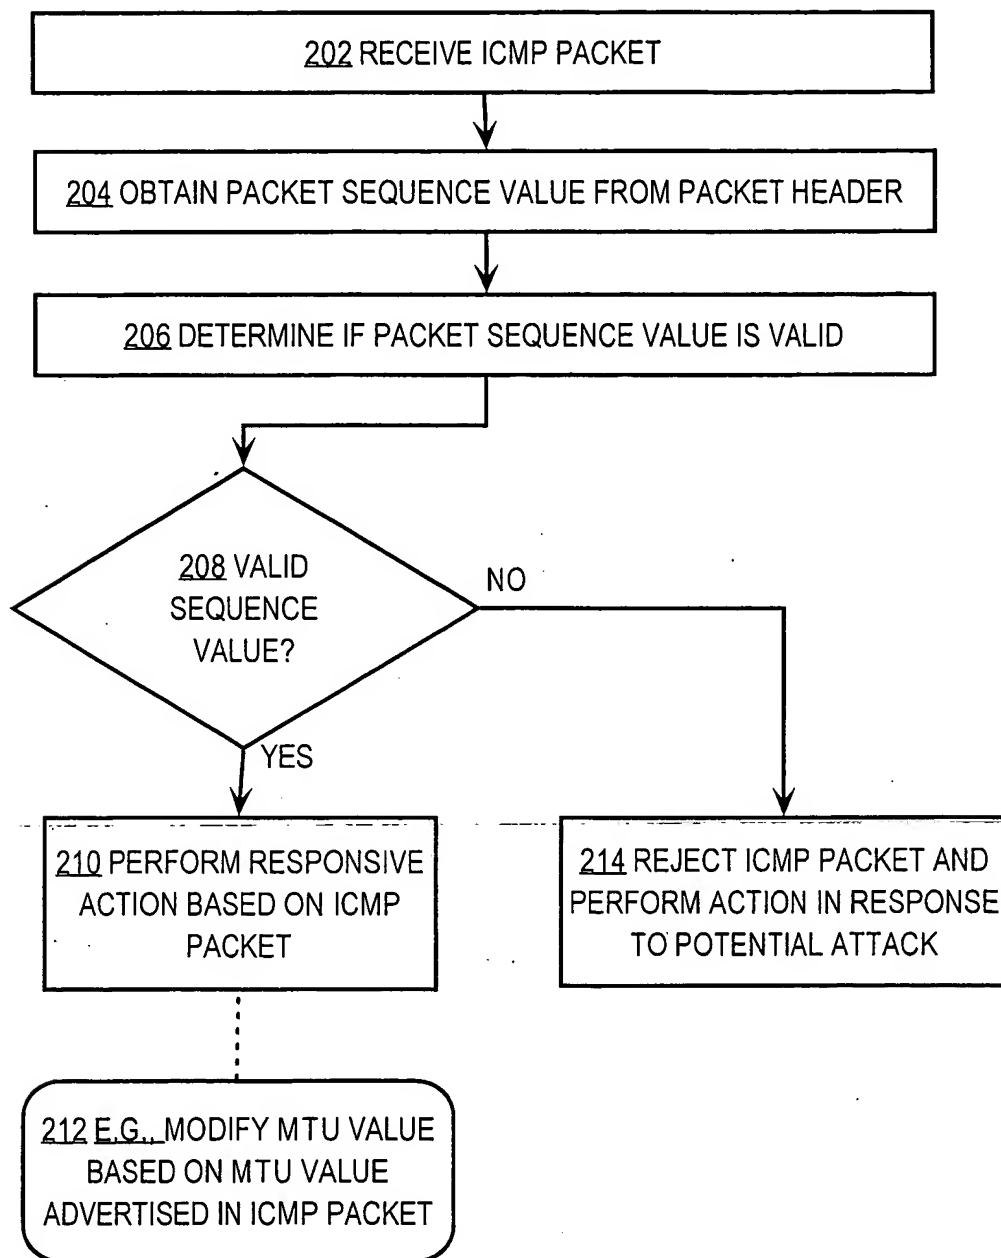 202 RECEIVE ICMP PACKET
204 OBTAIN PACKET SEQUENCE VALUE FROM PACKET HEADER
206 DETERMINE IF PACKET SEQUENCE VALUE IS VALID
208 VALID
SEQUENCE
VALUE?
NO
YES
210 PERFORM RESPONSIVE
ACTION BASED ON ICMP
PACKET
214 REJECT ICMP PACKET AND
PERFORM ACTION IN RESPONSE
TO POTENTIAL ATTACK
212 E.G., MODIFY MTU VALUE
BASED ON MTU VALUE
ADVERTISED IN ICMP PACKET